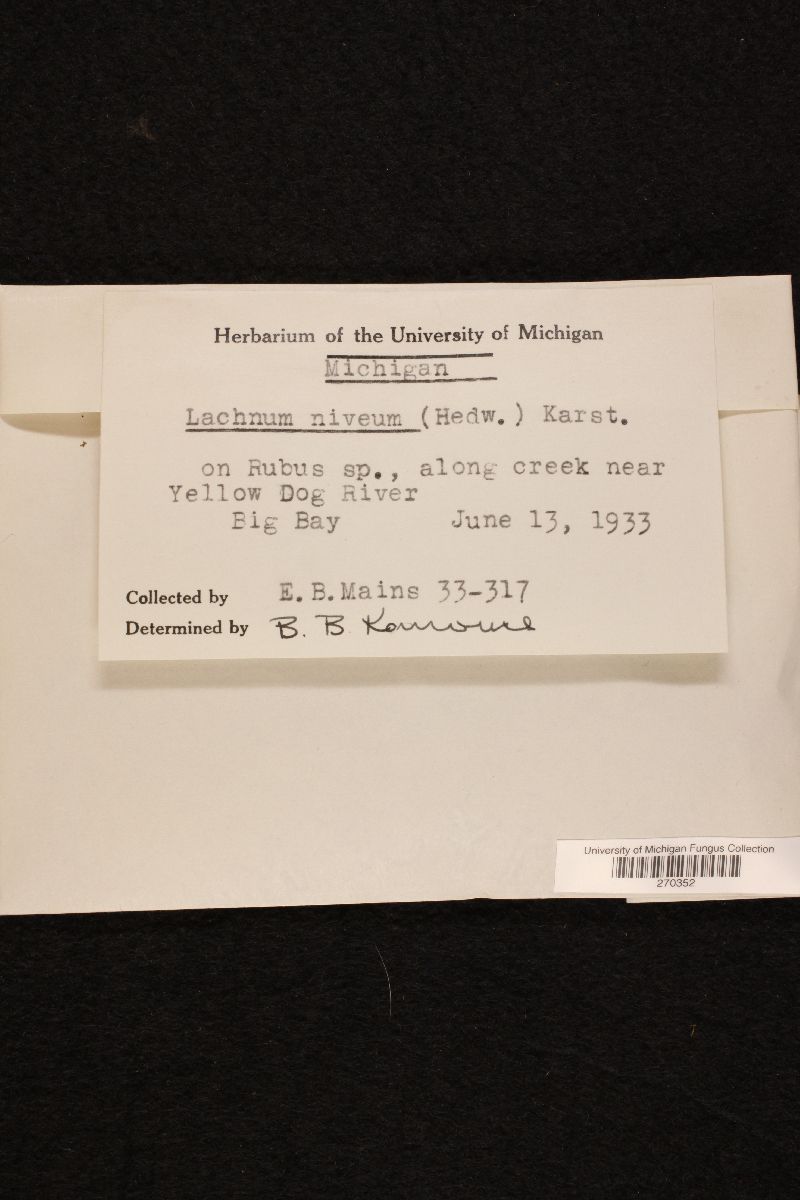 Herbarium of the University of Michigan
Michigan
Lachnum niveum (Hedw.) Karst.
on Rubus sp., along creek near
Yellow Dog River
Big Bay June 13, 1933
Collected by E. B. Mains 33-317
Determined by B. B. Kanouse
University of Michigan Fungus Collection
270352